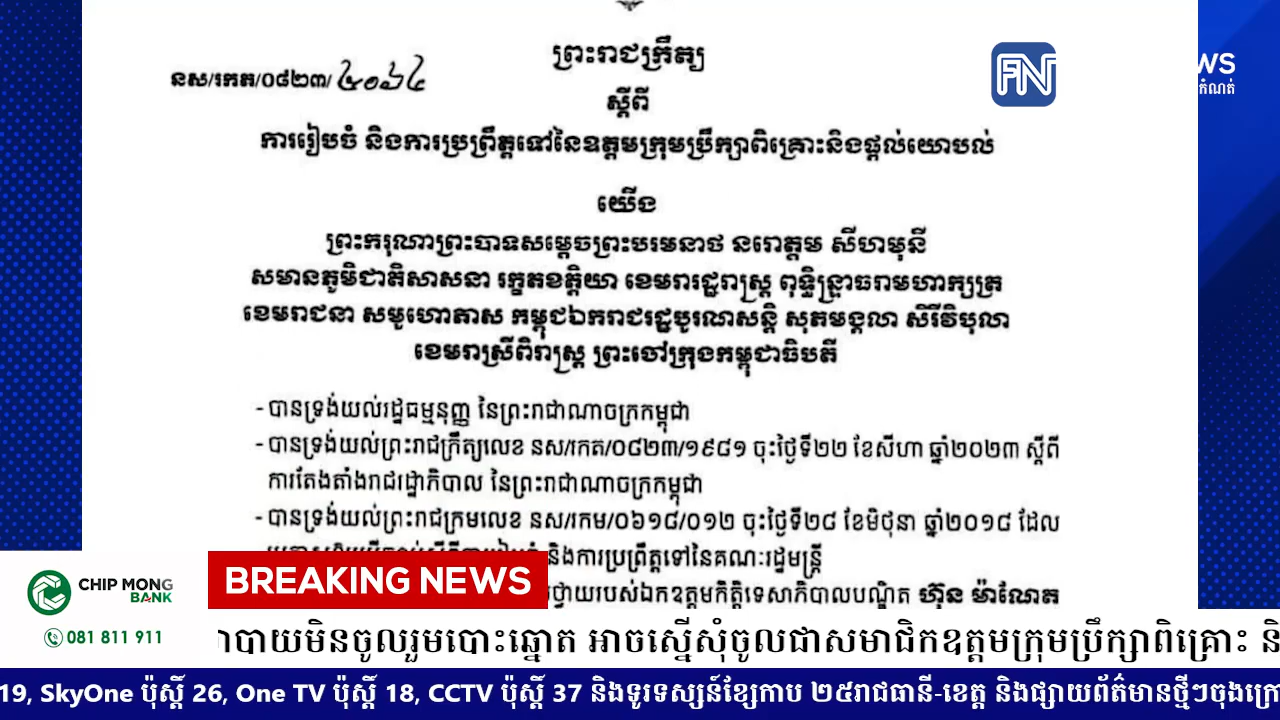 ព្រះរាជក្រឹត្យ
នស/រកត/០៨២៣/
ស្តីពី
ការរៀបចំ និងការប្រព្រឹត្តទៅនៃឧត្តមក្រុមប្រឹក្សាពិគ្រោះនិងផ្តល់យោបល់
យើង
ព្រះករុណាព្រះបាទសម្តេចព្រះបរមនាថ នរោត្តម សីហមុនី
សមានភូមិជាតិសាសនា រក្ខតខត្តិយា ខេមរារដ្ឋរាស្ត្រ ពុទ្ធិន្ទ្រាធរាមហាក្សត្រ
ខេមរាជនា សមូហោភាស កម្ពុជឯករាជរដ្ឋបូរណសន្តិ សុភមង្គលា សិរីវិបុលា
ខេមរាស្រីពិរាស្ត្រ ព្រះចៅក្រុងកម្ពុជាធិបតី
- បានទ្រង់យល់រដ្ឋធម្មនុញ្ញ នៃព្រះរាជាណាចក្រកម្ពុជា
- បានទ្រង់យល់ព្រះរាជក្រឹត្យលេខ នស/រកត/០៨២៣/១៩៨១ ចុះថ្ងៃទី២២ ខែសីហា ឆ្នាំ២០២៣ ស្តីពី
ការតែងតាំងរាជរដ្ឋាភិបាល នៃព្រះរាជាណាចក្រកម្ពុជា
- បានទ្រង់យល់ព្រះរាជក្រមលេខ នស/រកម/០៦១៨/០១២ ចុះថ្ងៃទី២៨ ខែមិថុនា ឆ្នាំ២០១៨ ដែល
និងការប្រព្រឹត្តទៅនៃគណៈរដ្ឋមន្ត្រី
របស់ឯកឧត្តមកិត្តិទេសាភិបាលបណ្ឌិត ហ៊ុន ម៉ាណែត
FN
WS
BREAKING NEWS
CHIP MONG
BANK
081 811 911
មិនចូលរួមបោះឆ្នោត អាចស្នើសុំចូលជាសមាជិកឧត្តមក្រុមប្រឹក្សាពិគ្រោះ
19, SkyOne ប៉ុស្តិ៍ 26, One TV ប៉ុស្តិ៍ 18, CCTV ប៉ុស្តិ៍ 37 និងទូរទស្សន៍ខ្សែកាប ២៥រាជធានី-ខេត្ត និងផ្សាយព័ត៌មានថ្មីៗចុងក្រោ